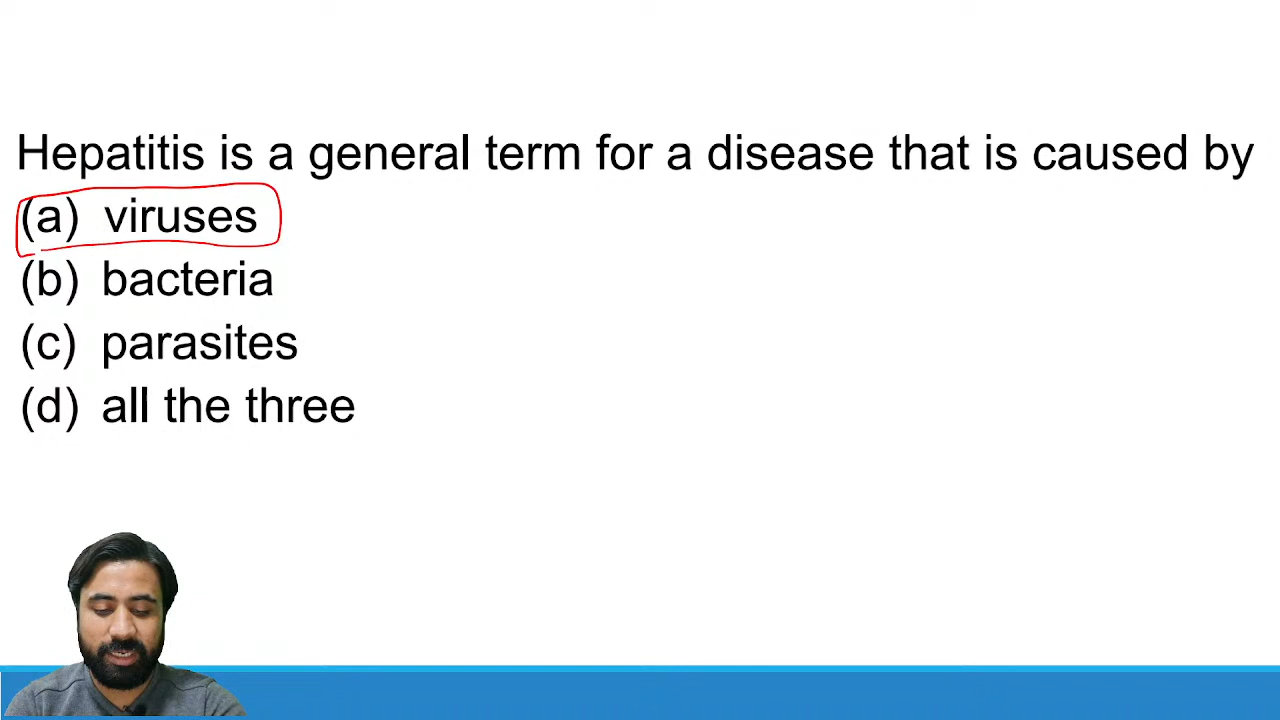 Hepatitis is a general term for a disease that is caused by
(a) viruses
(b) bacteria
(c) parasites
(d) all the three